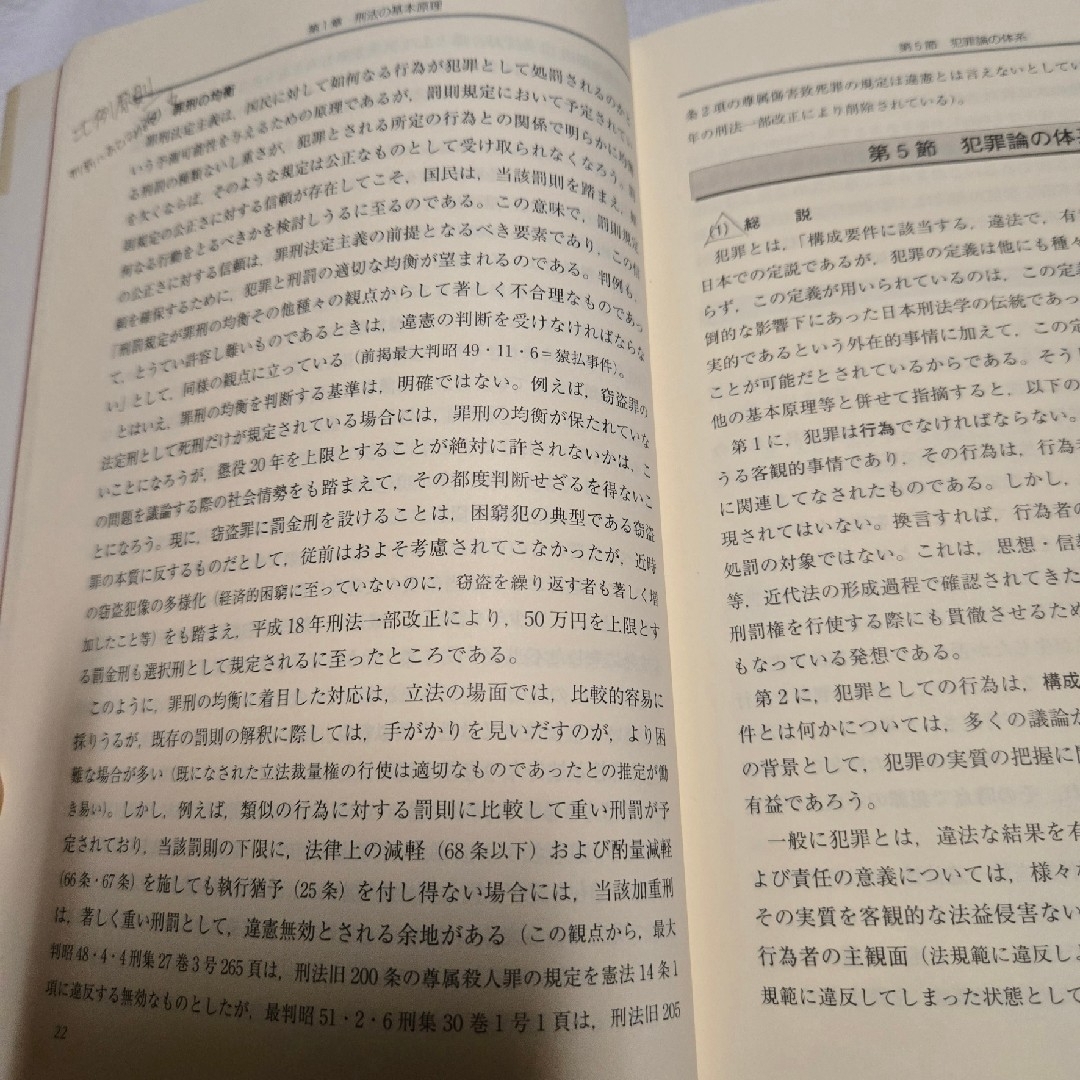 第1章 刑法の基本原理
罪刑の均衡
罪刑法定主義は，国民に対して如何なる行為が犯罪として処罰されるのかと
いう予測可能性を与えるための原理であるが，罰則規定において予定されてい
る刑罰の種類ないし重さが，犯罪とされる所定の行為との関係で明らかに均衡
を欠くならば，そのような規定は公正なものとして受け取られなくなろう。
罰規定の公正さに対する信頼が存在してこそ，国民は，当該罰則を踏まえ，
何なる行動をとるべきかを検討しうるに至るのである。この意味で，罰則規定
の公正さに対する信頼は，罪刑法定主義の前提となるべき要素であり，この信
頼を確保するために，犯罪と刑罰の適切な均衡が望まれるのである。判例も，
「刑罰規定が罪刑の均衡その他種々の観点からして著しく不合理なものであっ
て，とうてい許容し難いものであるときは，違憲の判断を受けなければならな
い」として，同様の観点に立っている（前掲最大判昭49・11・6＝猿払事件）。
とはいえ，罪刑の均衡を判断する基準は，明確ではない。例えば，窃盗罪の
法定刑として死刑だけが規定されている場合には，罪刑の均衡が保たれていな
いことになろうが，懲役20年を上限とすることが絶対に許されないかは，こ
の問題を議論する際の社会情勢をも踏まえて，その都度判断せざるを得ないこ
とになろう。現に，窃盗罪に罰金刑を設けることは，困窮犯の典型である窃盗
罪の本質に反するものだとして，従前はおよそ考慮されてこなかったが，近時
の窃盗犯像の多様化（経済的困窮に至っていないのに，窃盗を繰り返す者も著しく増
加したこと等）をも踏まえ，平成18年刑法一部改正により，50万円を上限とす
る罰金刑も選択刑として規定されるに至ったところである。
このように，罪刑の均衡に着目した対応は，立法の場面では，比較的容易に
採りうるが，既存の罰則の解釈に際しては，手がかりを見いだすのが，より困
難な場合が多い（既になされた立法裁量権の行使は適切なものであったとの推定が働
き易い）。しかし，例えば，類似の行為に対する罰則に比較して重い刑罰が予
定されており，当該罰則の下限に，法律上の減軽（68条以下）および酌量減軽
（66条・67条）を施しても執行猶予（25条）を付し得ない場合には，当該加重刑
は，著しく重い刑罰として，違憲無効とされる余地がある（この観点から，最大
判昭48・4・4刑集27巻3号265頁は，刑法旧200条の尊属殺人罪の規定を憲法14条1
項に違反する無効なものとしたが，最判昭51・2・6刑集30巻1号1頁は，刑法旧205
22
第5節 犯罪論の体系
条2項の尊属傷害致死罪の規定は違憲とは言えないとしてい
年の刑法一部改正により削除されている）。
第5節 犯罪論の体系
(1) 総 説
犯罪とは，「構成要件に該当する，違法で，有
日本での定説であるが，犯罪の定義は他にも種々
らず，この定義が用いられているのは，この定義
倒的な影響下にあった日本刑法学の伝統であっ
実的であるという外在的事情に加えて，この定
ことが可能だとされているからである。そうし
他の基本原理等と併せて指摘すると，以下の
第1に，犯罪は行為でなければならない。
うる客観的事情であり，その行為は，行為
に関連してなされたものである。しかし，
現されてはいない。換言すれば，行為者の
処罰の対象ではない。これは，思想・信
等，近代法の形成過程で確認されてきた
刑罰権を行使する際にも貫徹させるため
もなっている発想である。
第2に，犯罪としての行為は，構成
件とは何かについては，多くの議論が
の背景として，犯罪の実質の把握に
有益であろう。
一般に犯罪とは，違法な結果を有
よび責任の意義については，様々な
その実質を客観的な法益侵害ない
行為者の主観面（法規範に違反しよ
規範に違反してしまった状態として